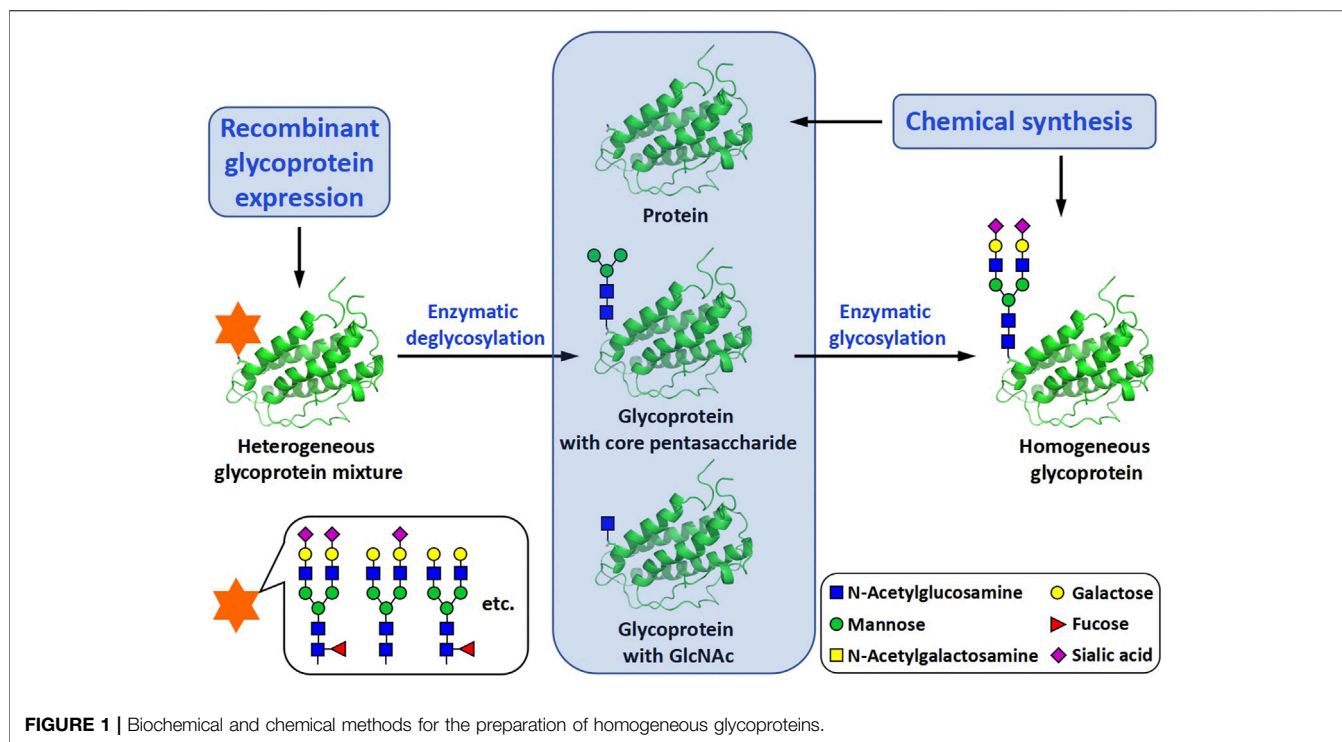 Recombinant
glycoprotein
expression
Heterogeneous
glycoprotein mixture
etc.
Enzymatic
deglycosylation
Protein
Glycoprotein
with core pentasaccharide
Glycoprotein
with GlcNAc
Enzymatic
glycosylation
Chemical synthesis
Homogeneous
glycoprotein
N-Acetylglucosamine
Mannose
N-Acetylgalactosamine
Galactose
Fucose
Sialic acid
FIGURE 1 | Biochemical and chemical methods for the preparation of homogeneous glycoproteins.